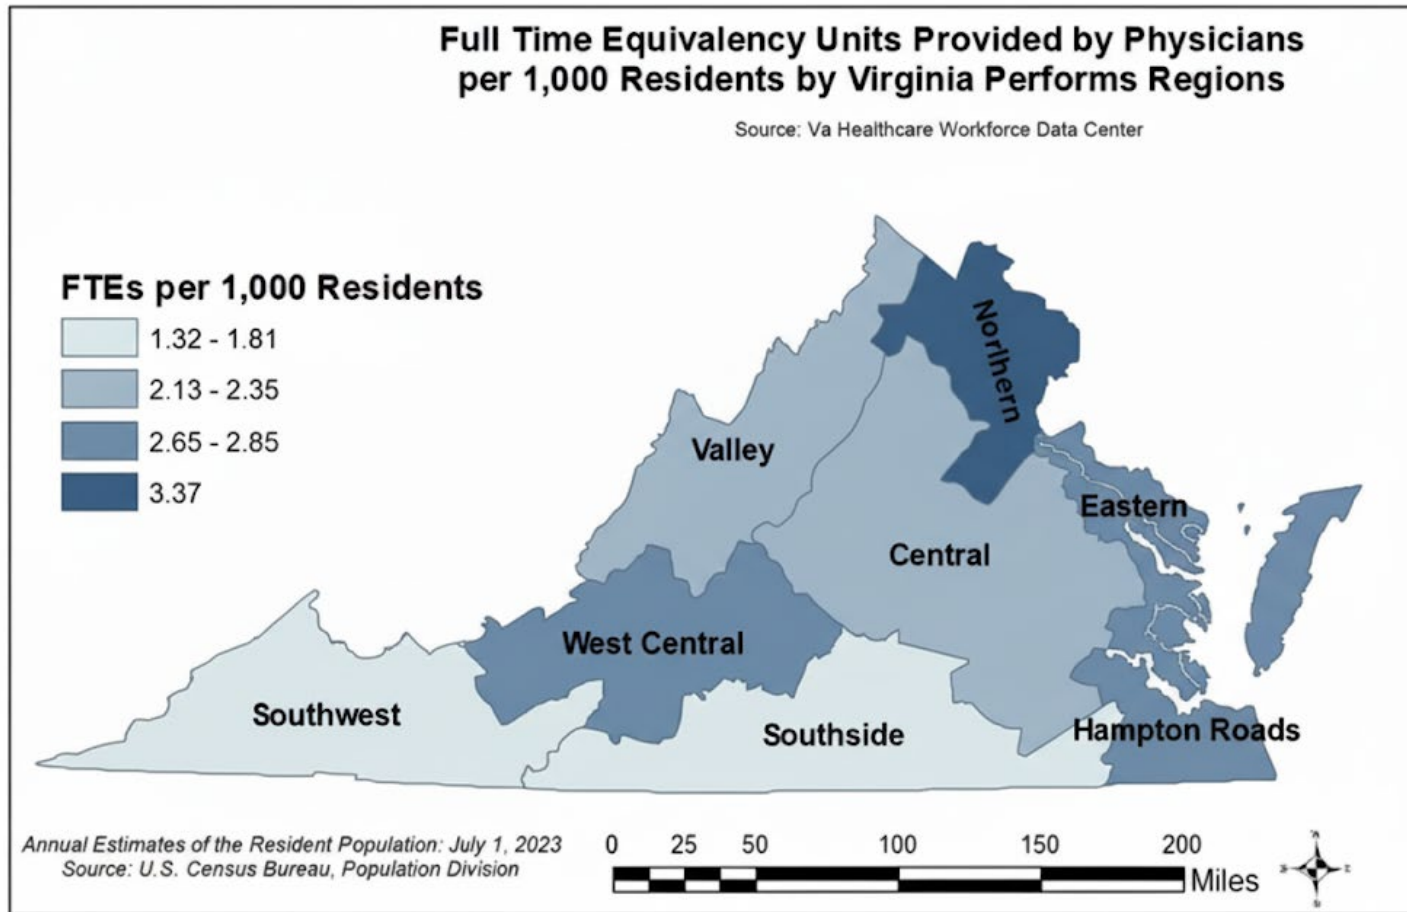 Full Time Equivalency Units Provided by Physicians
per 1,000 Residents by Virginia Performs Regions
Source: Va Healthcare Workforce Data Center
FTEs per 1,000 Residents
1.32 - 1.81
2.13 - 2.35
2.65 - 2.85
3.37
Norlhern
Valley
Eastern
Central
West Central
Southwest
Southside
Hampton Roads
Annual Estimates of the Resident Population: July 1, 2023
Source: U.S. Census Bureau, Population Division
0 25 50 100 150 200
Miles